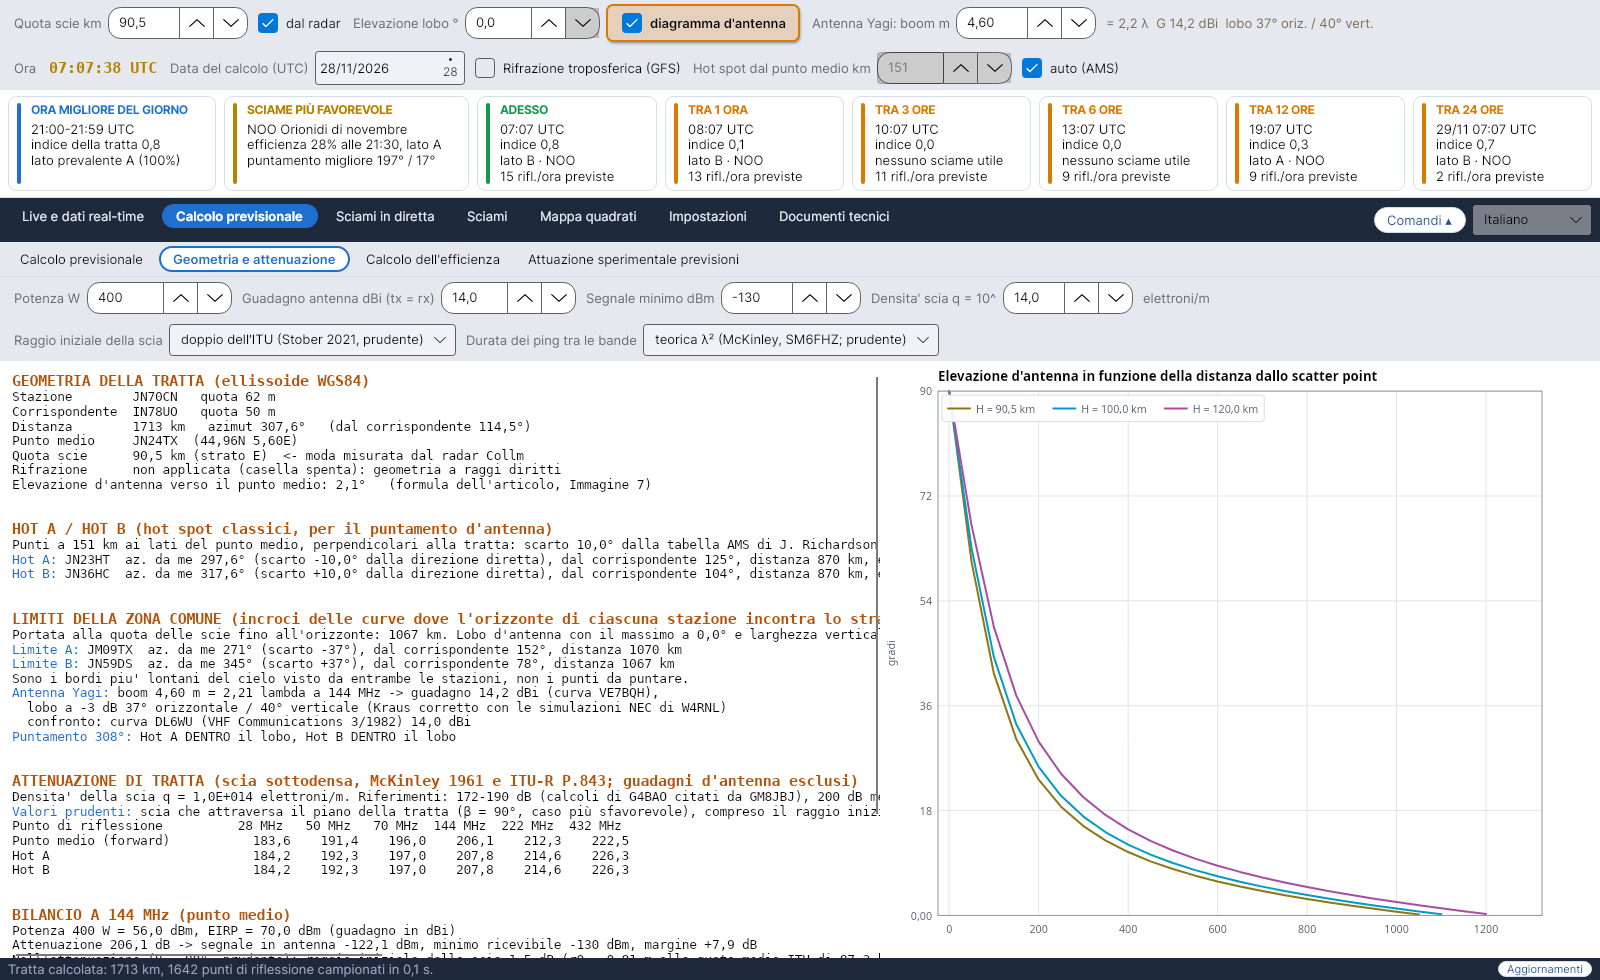 Quota scie km 90,5 dal radar Elevazione lobo ° 0,0 diagramma d'antenna Antenna Yagi: boom m 4,60 = 2,2 λ G 14,2 dBi lobo 37° oriz. / 40° vert.
Ora 07:07:38 UTC Data del calcolo (UTC) 28/11/2026 28 Rifrazione troposferica (GFS) Hot spot dal punto medio km 151 auto (AMS)
ORA MIGLIORE DEL GIORNO
21:00-21:59 UTC
indice della tratta 0,8
lato prevalente A (100%)
SCIAME PIÙ FAVOREVOLE
NOO Orionidi di novembre
efficienza 28% alle 21:30, lato A
puntamento migliore 197° / 17°
ADESSO
07:07 UTC
indice 0,8
lato B · NOO
15 rifl./ora previste
TRA 1 ORA
08:07 UTC
indice 0,1
lato B · NOO
13 rifl./ora previste
TRA 3 ORE
10:07 UTC
indice 0,0
nessuno sciame utile
11 rifl./ora previste
TRA 6 ORE
13:07 UTC
indice 0,0
nessuno sciame utile
9 rifl./ora previste
TRA 12 ORE
19:07 UTC
indice 0,3
lato A · NOO
9 rifl./ora previste
TRA 24 ORE
29/11 07:07 UTC
indice 0,7
lato B · NOO
2 rifl./ora previste
Live e dati real-time Calcolo previsionale Sciami in diretta Sciami Mappa quadrati Impostazioni Documenti tecnici Comandi ▴ Italiano
Calcolo previsionale Geometria e attenuazione Calcolo dell'efficienza Attuazione sperimentale previsioni
Potenza W 400 Guadagno antenna dBi (tx = rx) 14,0 Segnale minimo dBm -130 Densita' scia q = 10^ 14,0 elettroni/m
Raggio iniziale della scia doppio dell'ITU (Stober 2021, prudente) Durata dei ping tra le bande teorica λ² (McKinley, SM6FHZ; prudente)
GEOMETRIA DELLA TRATTA (ellissoide WGS84)
Stazione JN70CN quota 62 m
Corrispondente IN78UO quota 50 m
Distanza 1713 km azimut 307,6° (dal corrispondente 114,5°)
Punto medio JN24TX (44,96N 5,60E)
Quota scie 90,5 km (strato E) <- moda misurata dal radar Collm
Rifrazione non applicata (casella spenta): geometria a raggi diritti
Elevazione d'antenna verso il punto medio: 2,1° (formula dell'articolo, Immagine 7)
HOT A / HOT B (hot spot classici, per il puntamento d'antenna)
Punti a 151 km ai lati del punto medio, perpendicolari alla tratta: scarto 10,0° dalla tabella AMS di J. Richardson
Hot A: JN23HT az. da me 297,6° (scarto -10,0° dalla direzione diretta), dal corrispondente 125°, distanza 870 km,
Hot B: JN36HC az. da me 317,6° (scarto +10,0° dalla direzione diretta), dal corrispondente 104°, distanza 870 km,
LIMITI DELLA ZONA COMUNE (incroci delle curve dove l'orizzonte di ciascuna stazione incontra lo stra
Portata alla quota delle scie fino all'orizzonte: 1067 km. Lobo d'antenna con il massimo a 0,0° e larghezza vertica
Limite A: JM09TX az. da me 271° (scarto -37°), dal corrispondente 152°, distanza 1070 km
Limite B: JN59DS az. da me 345° (scarto +37°), dal corrispondente 78°, distanza 1067 km
Sono i bordi piu' lontani del cielo visto da entrambe le stazioni, non i punti da puntare.
Antenna Yagi: boom 4,60 m = 2,21 lambda a 144 MHz -> guadagno 14,2 dBi (curva VE7BQH),
lobo a -3 dB 37° orizzontale / 40° verticale (Kraus corretto con le simulazioni NEC di W4RNL)
confronto: curva DL6WU (VHF Communications 3/1982) 14,0 dBi
Puntamento 308°: Hot A DENTRO il lobo, Hot B DENTRO il lobo
ATTENUAZIONE DI TRATTA (scia sottodensa, McKinley 1961 e ITU-R P.843; guadagni d'antenna esclusi)
Densita' della scia q = 1,0E+014 elettroni/m. Riferimenti: 172-190 dB (calcoli di G4BAO citati da GM8JBJ), 200 dB me
Valori prudenti: scia che attraversa il piano della tratta (β = 90°, caso più sfavorevole), compreso il raggio iniz
Punto di riflessione 28 MHz 50 MHz 70 MHz 144 MHz 222 MHz 432 MHz
Punto medio (forward) 183,6 191,4 196,0 206,1 212,3 222,5
Hot A 184,2 192,3 197,0 207,8 214,6 226,3
Hot B 184,2 192,3 197,0 207,8 214,6 226,3
BILANCIO A 144 MHz (punto medio)
Potenza 400 W = 56,0 dBm, EIRP = 70,0 dBm (guadagno in dBi)
Attenuazione 206,1 dB -> segnale in antenna -122,1 dBm, minimo ricevibile -130 dBm, margine +7,9 dB
Elevazione d'antenna in funzione della distanza dallo scatter point
H = 90,5 km H = 100,0 km H = 120,0 km
gradi
90
72
54
36
18
0,00
0 200 400 600 800 1000 1200
Tratta calcolata: 1713 km, 1642 punti di riflessione campionati in 0,1 s. Aggiornamenti